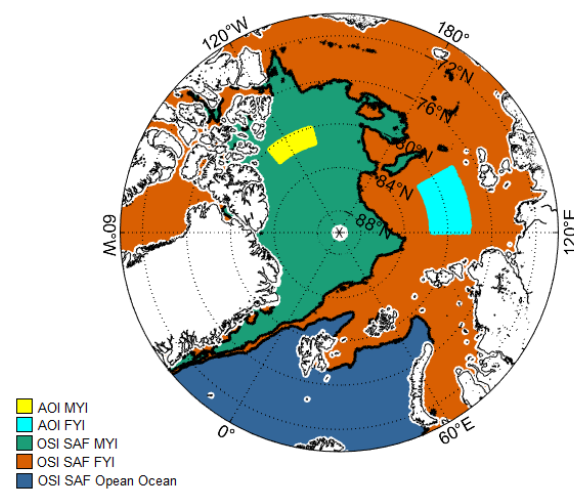 120°W
180°
72°N
76°N
80°N
84°N
88°N
60°W
120°E
0°
60°E
AOI MYI
AOI FYI
OSI SAF MYI
OSI SAF FYI
OSI SAF Opean Ocean